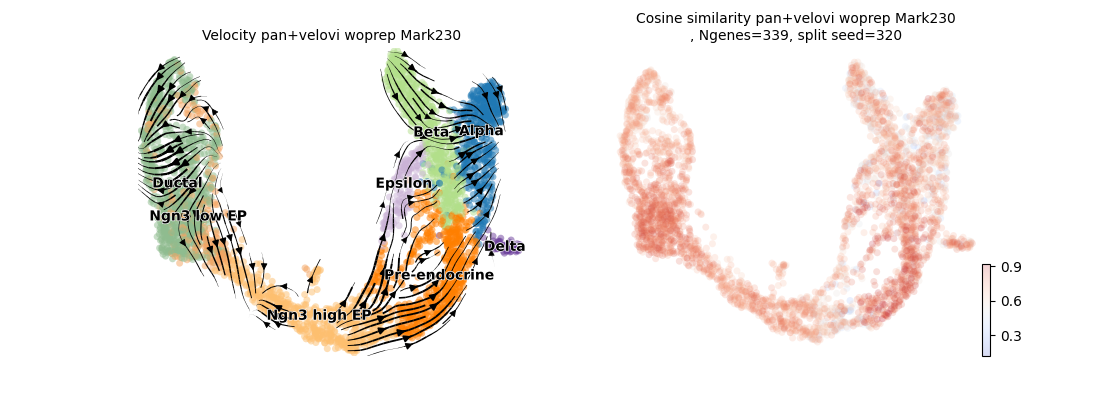 Velocity pan+velovi woprep Mark230
Cosine similarity pan+velovi woprep Mark230
, Ngenes=339, split seed=320
Beta
Alpha
Ductal
Epsilon
Ngn3 low EP
Delta
Pre-endocrine
Ngn3 high EP
0.9
0.6
0.3